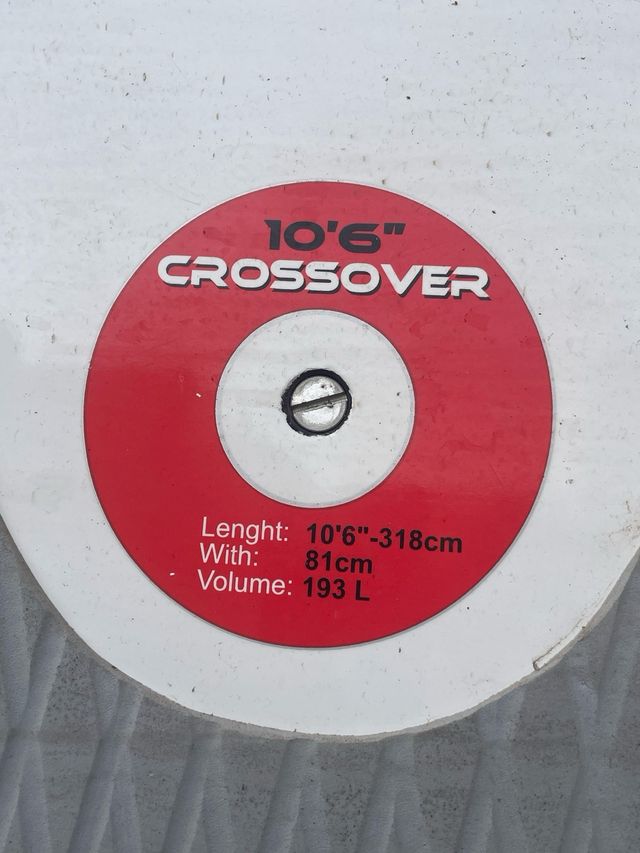 10'6"
CROSSOVER
Lenght: 10'6"-318cm
With: 81cm
Volume: 193 L